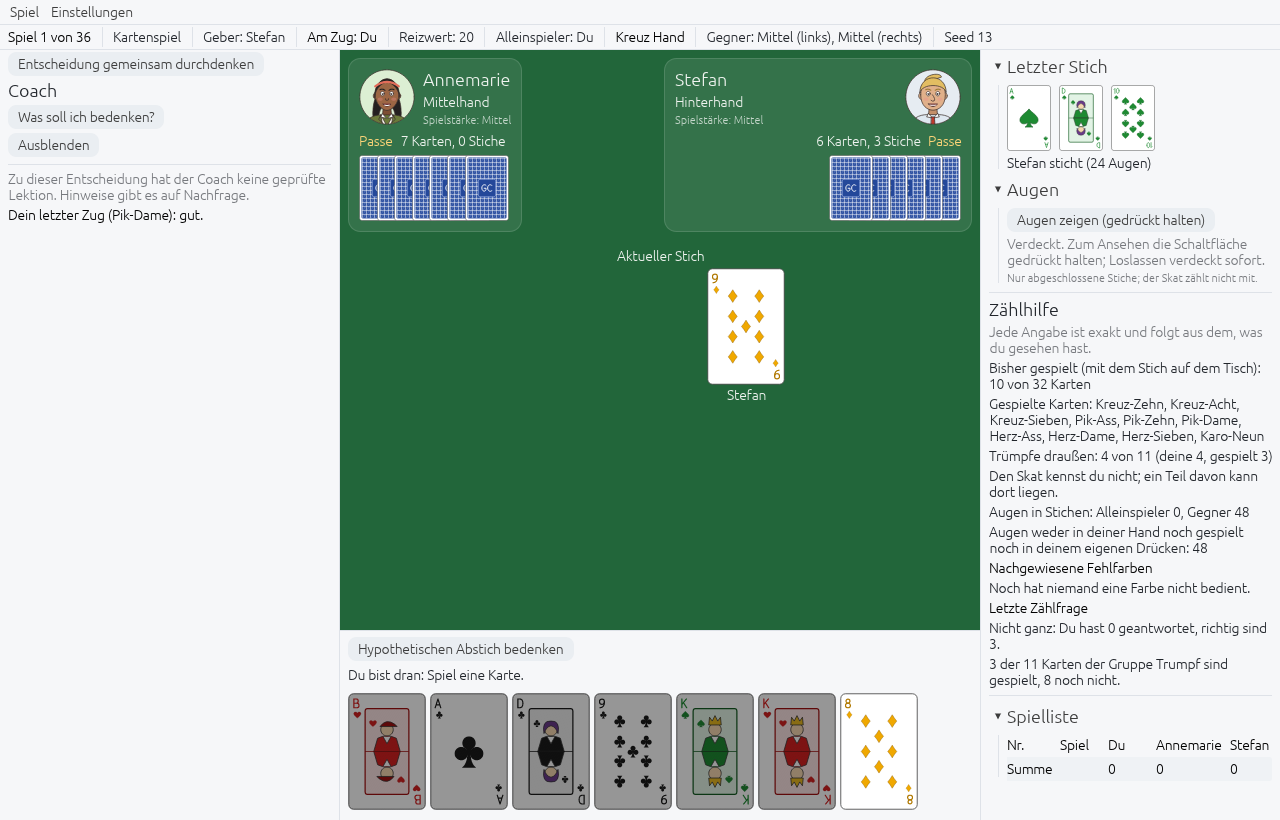 Spiel Einstellungen
Spiel 1 von 36 Kartenspiel Geber: Stefan Am Zug: Du Reizwert: 20 Alleinspieler: Du Kreuz Hand Gegner: Mittel (links), Mittel (rechts) Seed 13
Entscheidung gemeinsam durchdenken
Coach
Was soll ich bedenken?
Ausblenden
Zu dieser Entscheidung hat der Coach keine geprüfte
Lektion. Hinweise gibt es auf Nachfrage.
Dein letzter Zug (Pik-Dame): gut.
Annemarie
Mittelhand
Spielstärke: Mittel
Passe 7 Karten, 0 Stiche
GC
Stefan
Hinterhand
Spielstärke: Mittel
6 Karten, 3 Stiche Passe
GC
Aktueller Stich
9
9
Stefan
Hypothetischen Abstich bedenken
Du bist dran: Spiel eine Karte.
B A D 9 K K 8
B A D 9 K K 8
▾ Letzter Stich
A D 10
A D 10
Stefan sticht (24 Augen)
▾ Augen
Augen zeigen (gedrückt halten)
Verdeckt. Zum Ansehen die Schaltfläche
gedrückt halten; Loslassen verdeckt sofort.
Nur abgeschlossene Stiche; der Skat zählt nicht mit.
Zählhilfe
Jede Angabe ist exakt und folgt aus dem, was
du gesehen hast.
Bisher gespielt (mit dem Stich auf dem Tisch):
10 von 32 Karten
Gespielte Karten: Kreuz-Zehn, Kreuz-Acht,
Kreuz-Sieben, Pik-Ass, Pik-Zehn, Pik-Dame,
Herz-Ass, Herz-Dame, Herz-Sieben, Karo-Neun
Trümpfe draußen: 4 von 11 (deine 4, gespielt 3)
Den Skat kennst du nicht; ein Teil davon kann
dort liegen.
Augen in Stichen: Alleinspieler 0, Gegner 48
Augen weder in deiner Hand noch gespielt
noch in deinem eigenen Drücken: 48
Nachgewiesene Fehlfarben
Noch hat niemand eine Farbe nicht bedient.
Letzte Zählfrage
Nicht ganz: Du hast 0 geantwortet, richtig sind
3.
3 der 11 Karten der Gruppe Trumpf sind
gespielt, 8 noch nicht.
▾ Spielliste
Nr. Spiel Du Annemarie Stefan
Summe 0 0 0